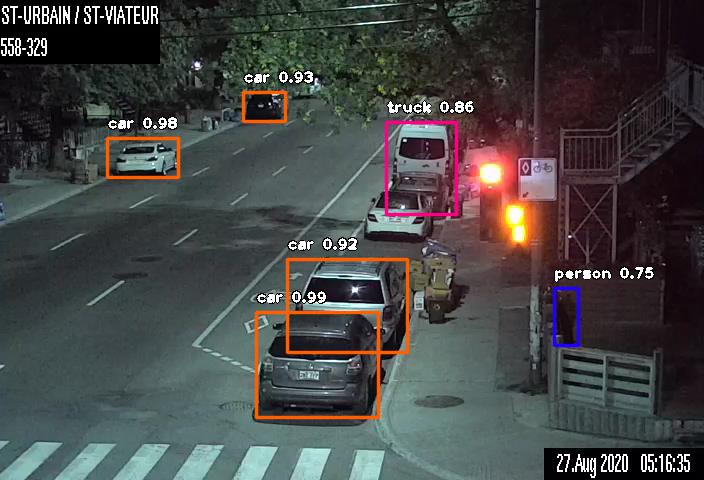 ST-URBAIN / ST-VIATEUR
558-329
car 0.93
truck 0.86
car 0.98
car 0.92
person 0.75
car 0.99
27.Aug 2020 05:16:35